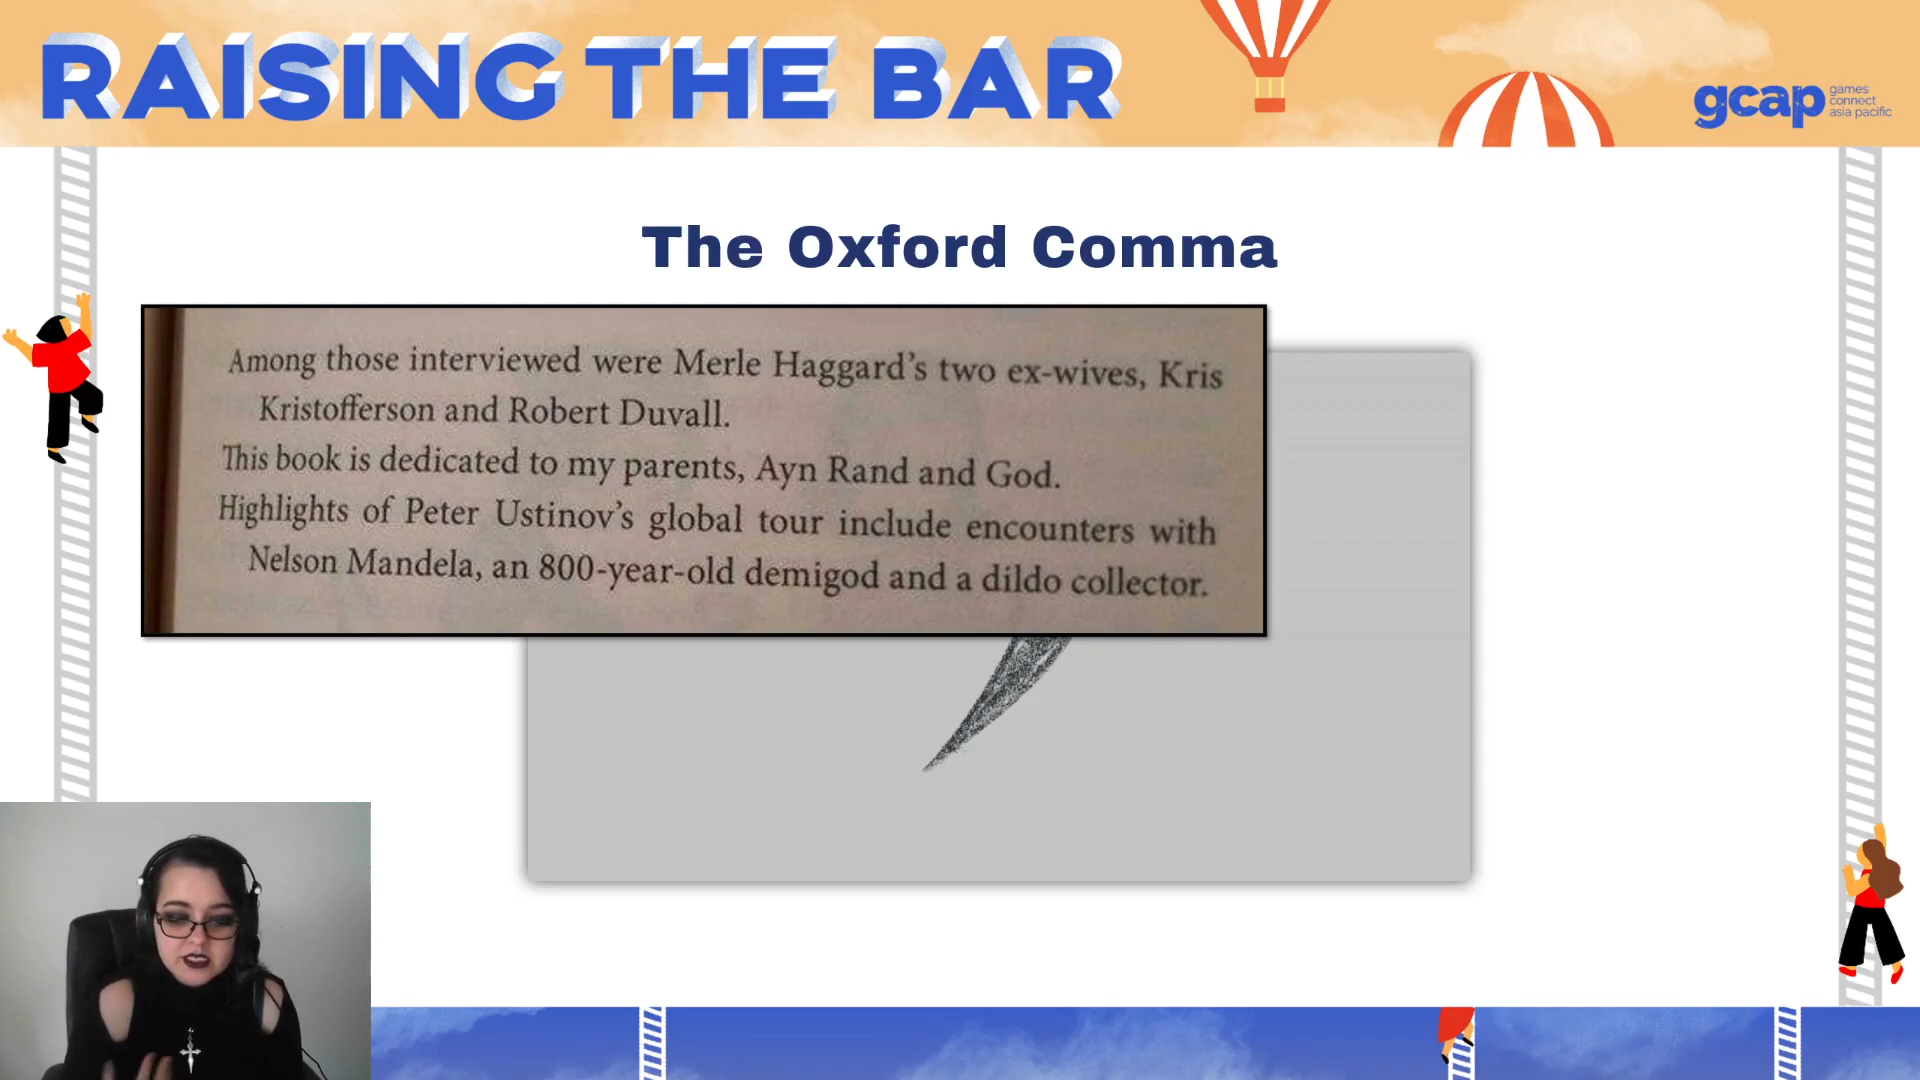 RAISING THE BAR
gcap games
connect
asia pacific
The Oxford Comma
Among those interviewed were Merle Haggard’s two ex-wives, Kris
Kristofferson and Robert Duvall.
This book is dedicated to my parents, Ayn Rand and God.
Highlights of Peter Ustinov’s global tour include encounters with
Nelson Mandela, an 800-year-old demigod and a dildo collector.